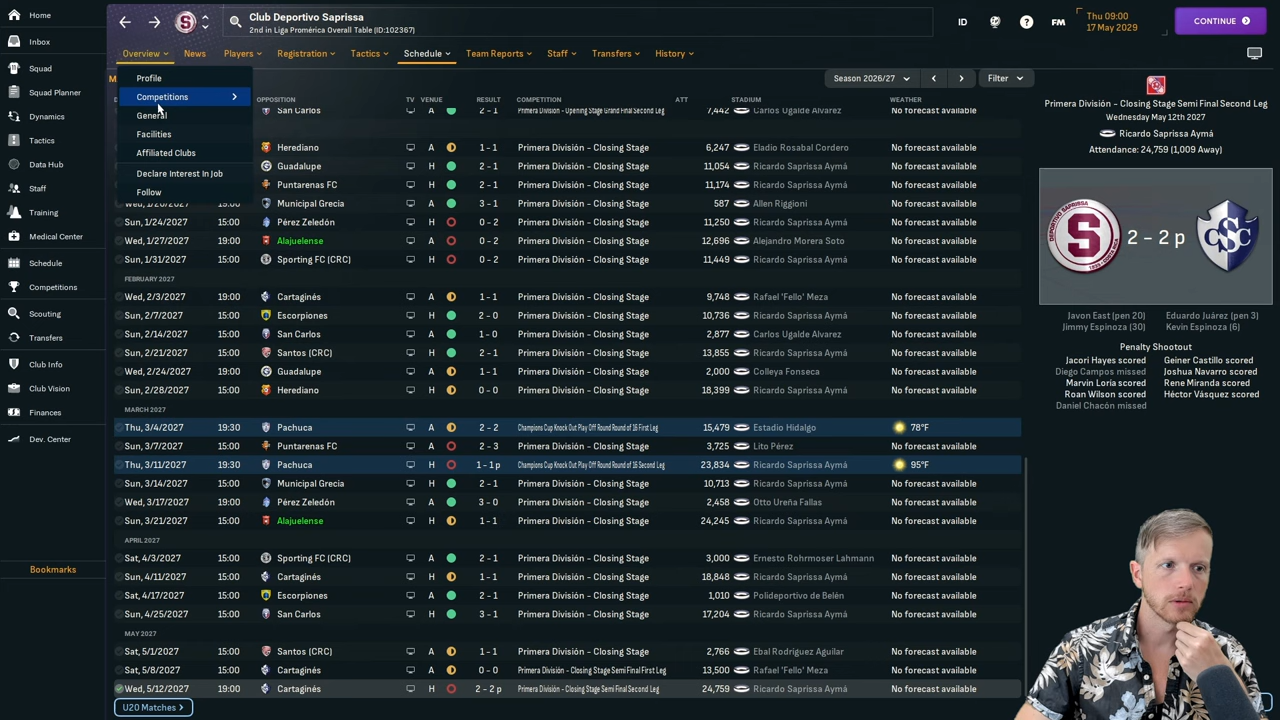 Home
Inbox
Squad
Squad Planner
Dynamics
Tactics
Data Hub
Staff
Training
Medical Center
Schedule
Competitions
Scouting
Transfers
Club Info
Club Vision
Finances
Dev. Center
Bookmarks
Club Deportivo Saprissa
2nd in Liga Promérica Overall Table (ID:102367)
ID
FM
Thu 09:00
17 May 2029
CONTINUE
Overview News Players Registration Tactics Schedule Team Reports Staff Transfers History
Profile
Competitions
General
Facilities
Affiliated Clubs
Declare Interest In Job
Follow
Season 2026/27
Filter
OPPOSITION TV VENUE RESULT COMPETITION ATT STADIUM WEATHER
San Carlos 2 - 1 Primera División - Opening Stage Grand Final Second Leg 7,442 Carlos Ugalde Alvarez No forecast available
Herediano A 1 - 1 Primera División - Closing Stage 6,247 Eladio Rosabal Cordero No forecast available
Guadalupe H 2 - 1 Primera División - Closing Stage 11,054 Ricardo Saprissa Aymá No forecast available
Puntarenas FC H 2 - 1 Primera División - Closing Stage 11,174 Ricardo Saprissa Aymá No forecast available
Municipal Grecia A 3 - 1 Primera División - Closing Stage 587 Allen Riggioni No forecast available
Sun, 1/24/2027 15:00 Pérez Zeledón H 0 - 2 Primera División - Closing Stage 11,250 Ricardo Saprissa Aymá No forecast available
Wed, 1/27/2027 19:00 Alajuelense A 0 - 2 Primera División - Closing Stage 12,696 Alejandro Morera Soto No forecast available
Sun, 1/31/2027 15:00 Sporting FC (CRC) H 0 - 2 Primera División - Closing Stage 11,449 Ricardo Saprissa Aymá No forecast available
FEBRUARY 2027
Wed, 2/3/2027 19:00 Cartaginés A 1 - 1 Primera División - Closing Stage 9,748 Rafael 'Fello' Meza No forecast available
Sun, 2/7/2027 15:00 Escorpiones H 2 - 1 Primera División - Closing Stage 10,736 Ricardo Saprissa Aymá No forecast available
Sun, 2/14/2027 15:00 San Carlos A 1 - 0 Primera División - Closing Stage 2,877 Carlos Ugalde Alvarez No forecast available
Sun, 2/21/2027 15:00 Santos (CRC) H 2 - 1 Primera División - Closing Stage 13,855 Ricardo Saprissa Aymá No forecast available
Wed, 2/24/2027 19:00 Guadalupe A 2 - 1 Primera División - Closing Stage 2,000 Colleya Fonseca No forecast available
Sun, 2/28/2027 15:00 Herediano H 0 - 0 Primera División - Closing Stage 18,399 Ricardo Saprissa Aymá No forecast available
MARCH 2027
Thu, 3/4/2027 19:30 Pachuca A 2 - 2 Champions Cup Knock Out Play Off Round Round of 16 First Leg 15,479 Estadio Hidalgo 78°F
Sun, 3/7/2027 15:00 Puntarenas FC A 2 - 3 Primera División - Closing Stage 3,725 Lito Pérez No forecast available
Thu, 3/11/2027 19:30 Pachuca H 1 - 1 p Champions Cup Knock Out Play Off Round Round of 16 Second Leg 23,834 Ricardo Saprissa Aymá 95°F
Sun, 3/14/2027 15:00 Municipal Grecia H 2 - 1 Primera División - Closing Stage 10,713 Ricardo Saprissa Aymá No forecast available
Wed, 3/17/2027 19:00 Pérez Zeledón A 3 - 0 Primera División - Closing Stage 2,458 Otto Ureña Fallas No forecast available
Sun, 3/21/2027 15:00 Alajuelense H 1 - 1 Primera División - Closing Stage 24,245 Ricardo Saprissa Aymá No forecast available
APRIL 2027
Sat, 4/3/2027 15:00 Sporting FC (CRC) A 2 - 1 Primera División - Closing Stage 3,000 Ernesto Rohrmoser Lahmann No forecast available
Sun, 4/11/2027 15:00 Cartaginés H 1 - 1 Primera División - Closing Stage 18,848 Ricardo Saprissa Aymá No forecast available
Sat, 4/17/2027 15:00 Escorpiones A 2 - 1 Primera División - Closing Stage 1,010 Polideportivo de Belén No forecast available
Sun, 4/25/2027 15:00 San Carlos H 3 - 1 Primera División - Closing Stage 17,204 Ricardo Saprissa Aymá No forecast available
MAY 2027
Sat, 5/1/2027 15:00 Santos (CRC) A 1 - 1 Primera División - Closing Stage 2,766 Ebal Rodríguez Aguilar No forecast available
Sat, 5/8/2027 15:00 Cartaginés A 0 - 0 Primera División - Closing Stage Semi Final First Leg 13,500 Rafael 'Fello' Meza No forecast available
Wed, 5/12/2027 19:00 Cartaginés H 2 - 2 p Primera División - Closing Stage Semi Final Second Leg 24,759 Ricardo Saprissa Aymá No forecast available
U20 Matches
Primera División - Closing Stage Semi Final Second Leg
Wednesday May 12th 2027
Ricardo Saprissa Aymá
Attendance: 24,759 (1,009 Away)
2 - 2 p
Javon East (pen 20) Eduardo Juárez (pen 3)
Jimmy Espinoza (30) Kevin Espinoza (6)
Penalty Shootout
Jacori Hayes scored Geiner Castillo scored
Diego Campos missed Joshua Navarro scored
Marvin Loría scored Rene Miranda scored
Roan Wilson scored Héctor Vásquez scored
Daniel Chacón missed